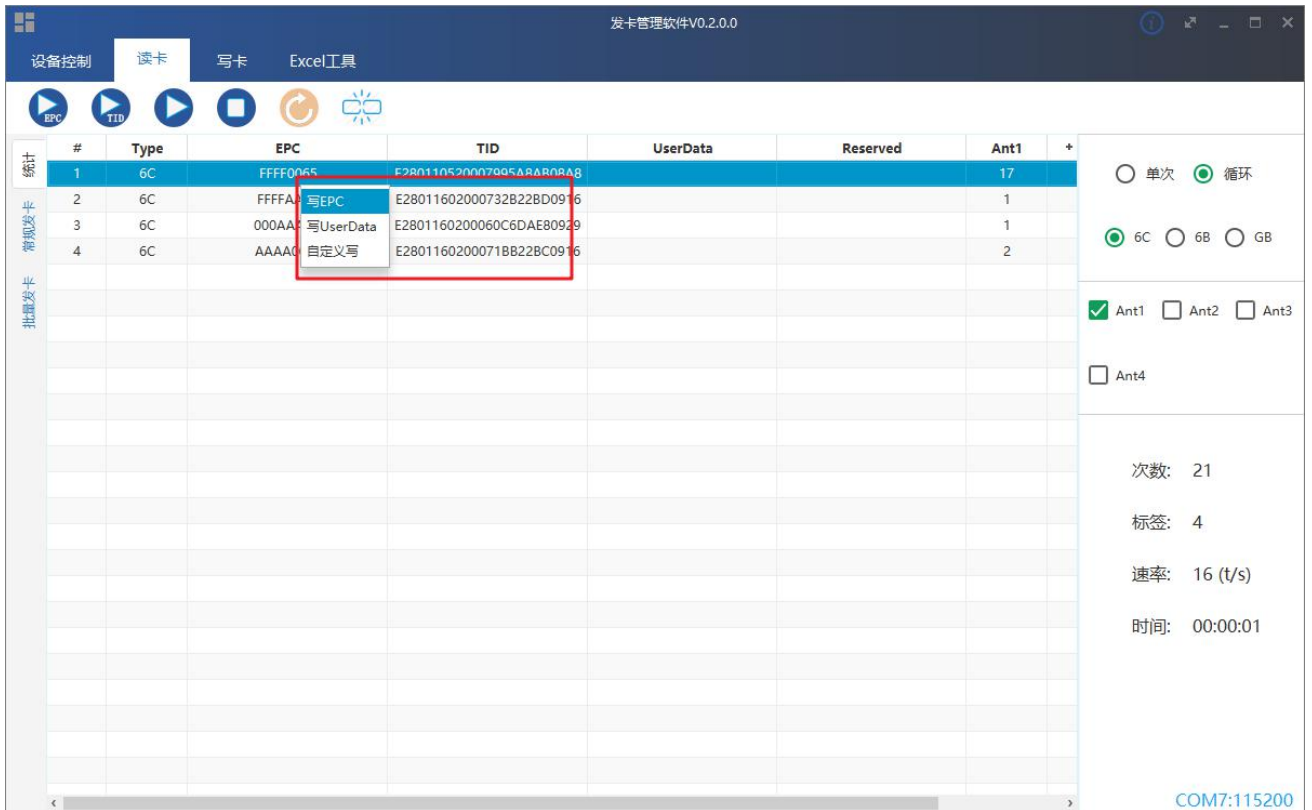 发卡管理软件V0.2.0.0
设备控制 读卡 写卡 Excel工具
EPC TID
统计
常规发卡
批量发卡
# Type EPC TID UserData Reserved Ant1 +
1 6C FFFF0065 E280110520007995A8AB08A8 17
2 6C FFFFAA E28011602000732B22BD0916 1
3 6C 000AAA E2801160200060C6DAE80929 1
4 6C AAAA0 E2801160200071BB22BC0916 2
写EPC
写UserData
自定义写
单次 循环
6C 6B GB
Ant1 Ant2 Ant3
Ant4
次数: 21
标签: 4
速率: 16 (t/s)
时间: 00:00:01
COM7:115200